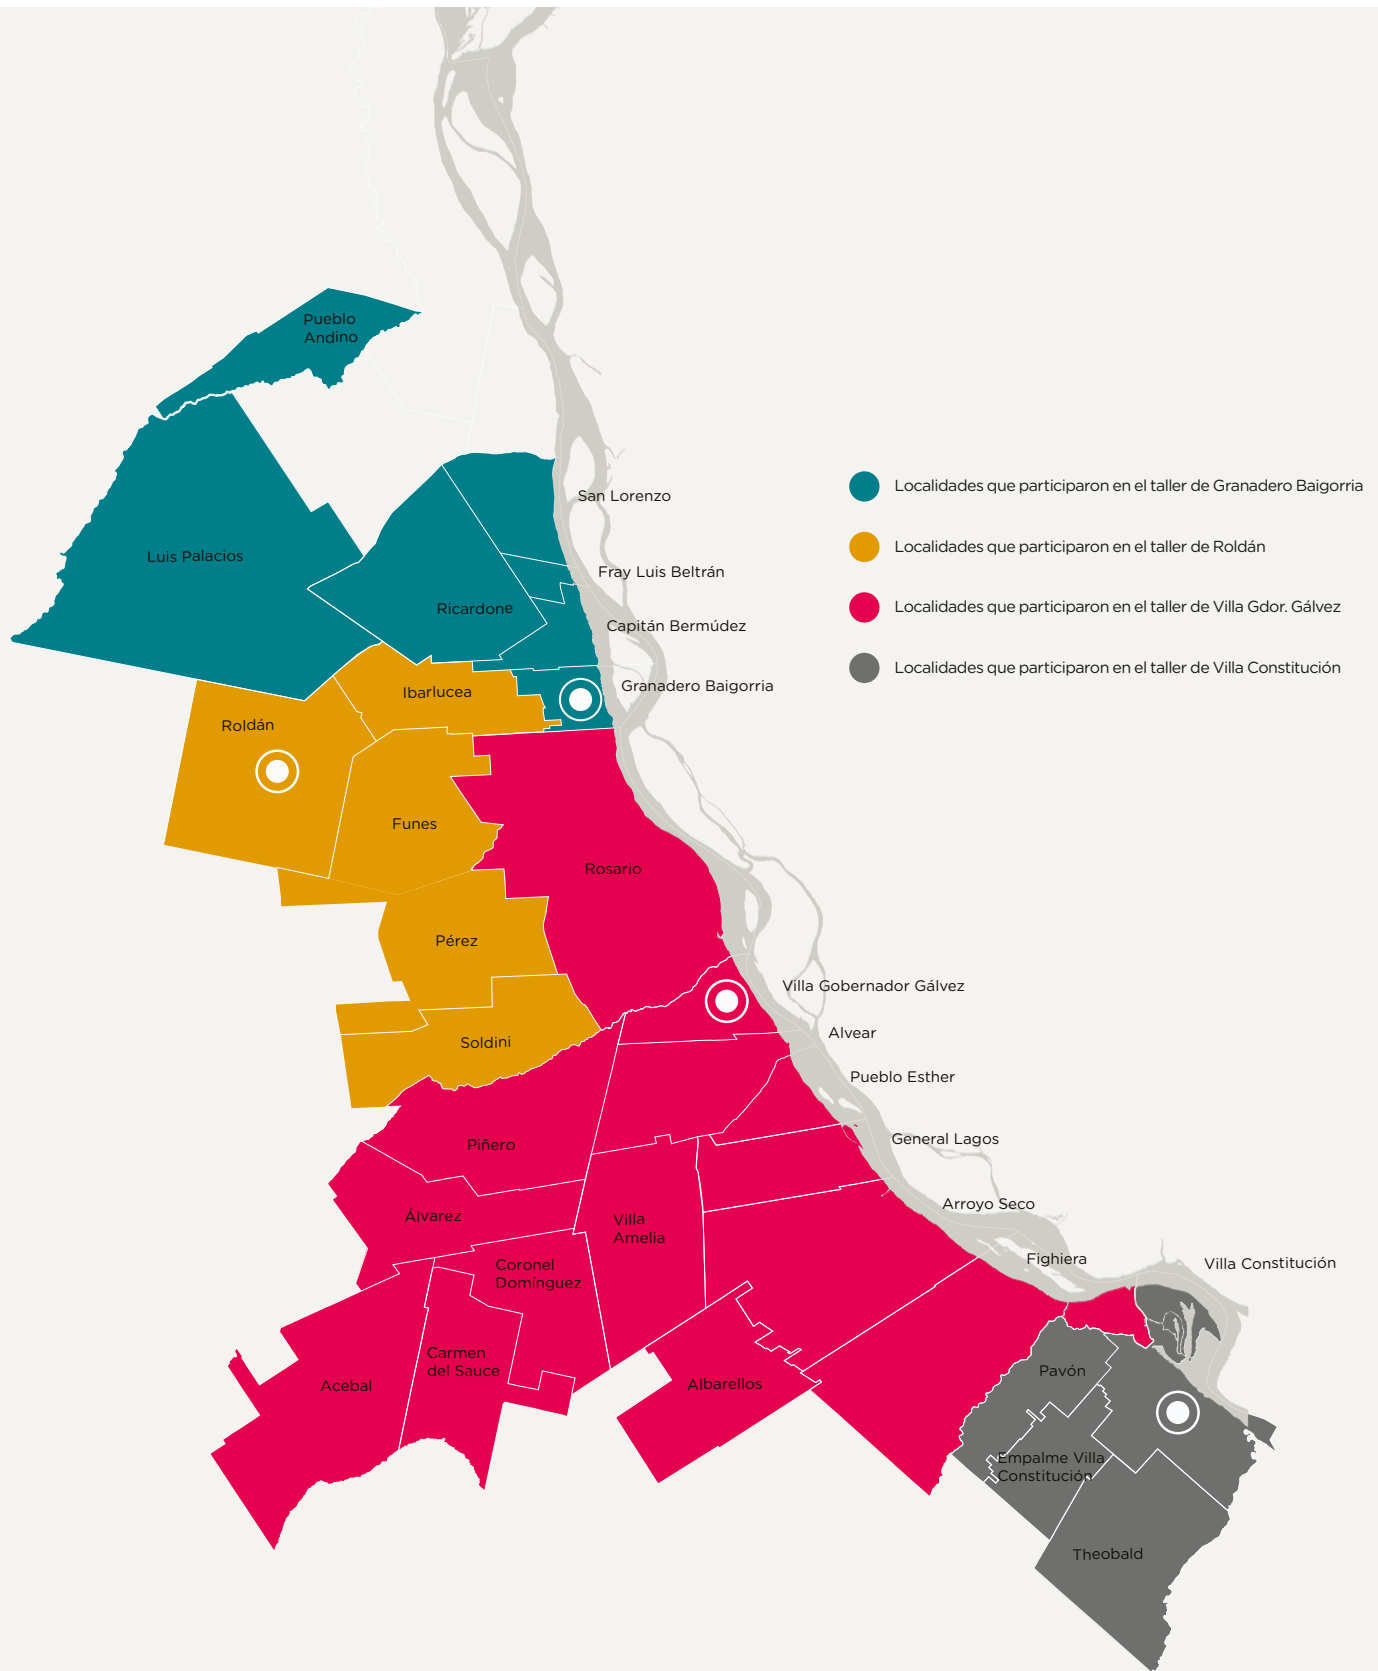 Pueblo
Andino
San Lorenzo
Localidades que participaron en el taller de Granadero Baigorria
Localidades que participaron en el taller de Roldán
Localidades que participaron en el taller de Villa Gdor. Gálvez
Localidades que participaron en el taller de Villa Constitución
Luis Palacios
Fray Luis Beltrán
Ricardone
Capitán Bermúdez
Granadero Baigorria
Ibarlucea
Roldán
Funes
Rosario
Pérez
Villa Gobernador Gálvez
Alvear
Soldini
Pueblo Esther
General Lagos
Piñero
Arroyo Seco
Álvarez
Villa
Amelia
Fighiera
Villa Constitución
Coronel
Domínguez
Carmen
del Sauce
Acebal
Albarellos
Pavón
Empalme Villa
Constitución
Theobald